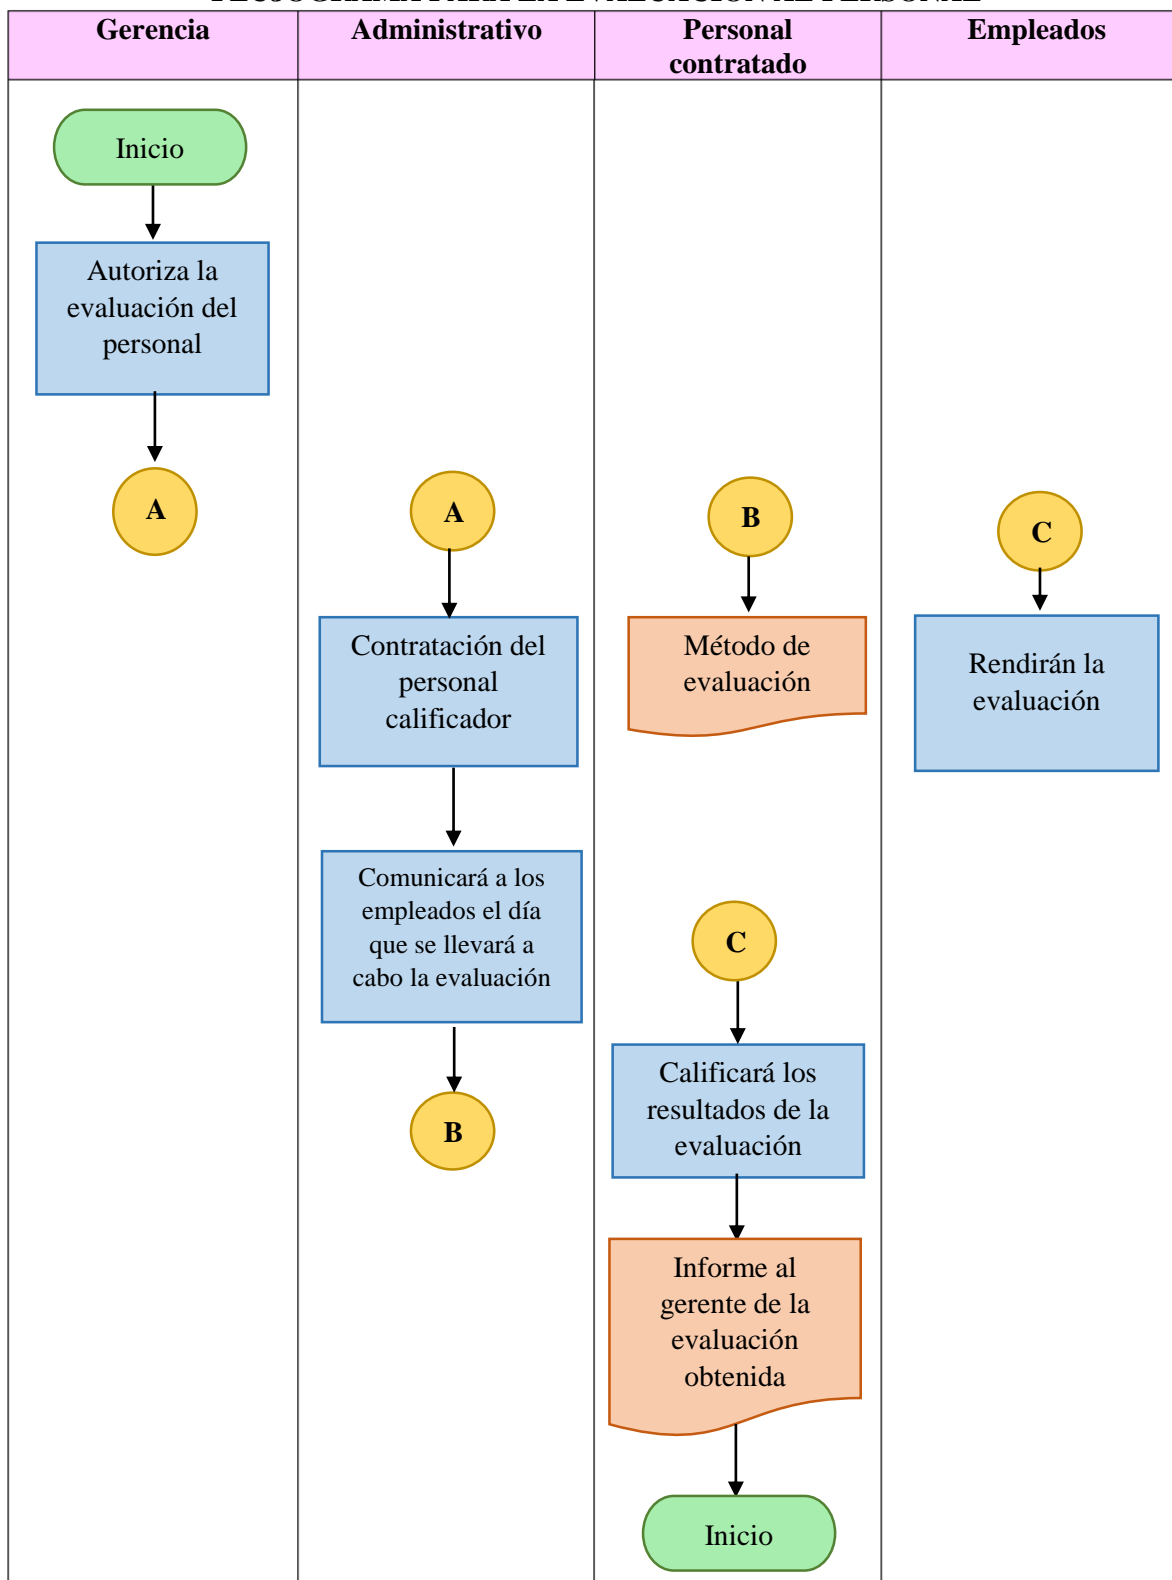 Gerencia
Administrativo
Personal
contratado
Empleados
Inicio
Autoriza la
evaluación del
personal
A
A
Contratación del
personal
calificador
Comunicará a los
empleados el día
que se llevará a
cabo la evaluación
B
B
Método de
evaluación
C
Calificará los
resultados de la
evaluación
Informe al
gerente de la
evaluación
obtenida
Inicio
C
Rendirán la
evaluación